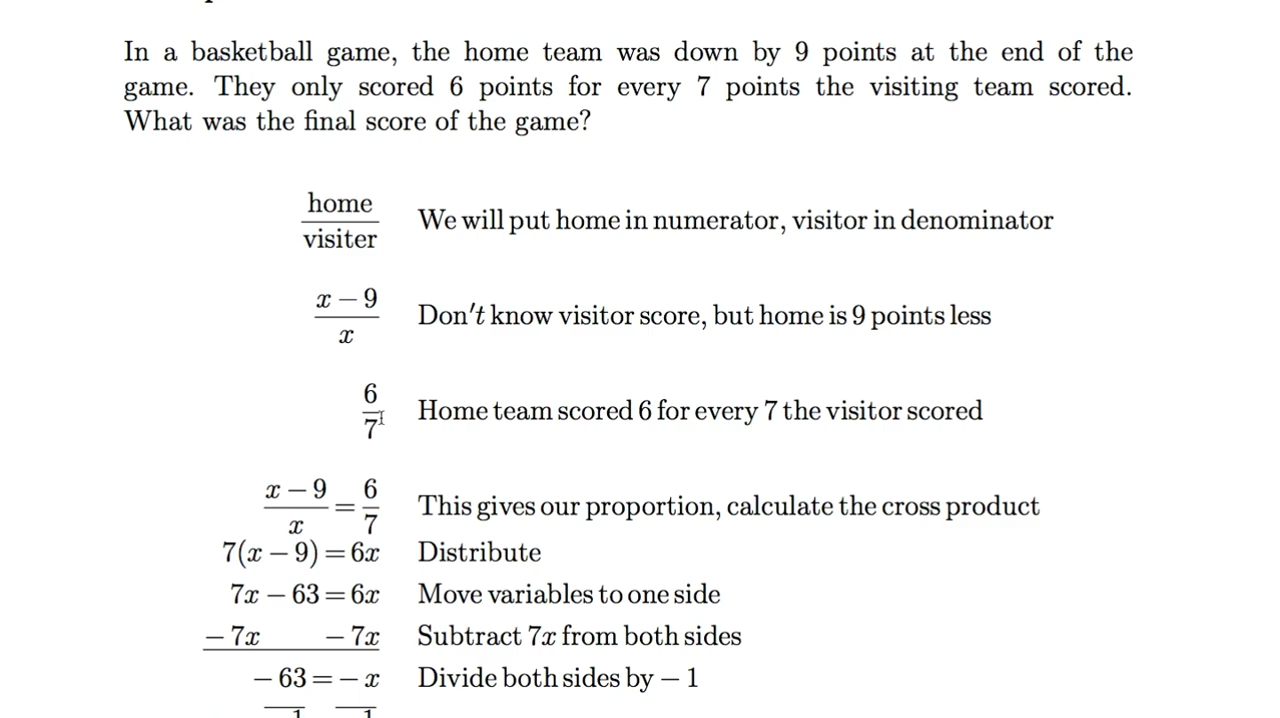 In a basketball game, the home team was down by 9 points at the end of the
game. They only scored 6 points for every 7 points the visiting team scored.
What was the final score of the game?
home
visiter
We will put home in numerator, visitor in denominator
x − 9
x
Don't know visitor score, but home is 9 points less
6
7
Home team scored 6 for every 7 the visitor scored
x − 9
x
=
6
7
This gives our proportion, calculate the cross product
7(x − 9) = 6x Distribute
7x − 63 = 6x Move variables to one side
− 7x − 7x Subtract 7x from both sides
− 63 = − x Divide both sides by − 1